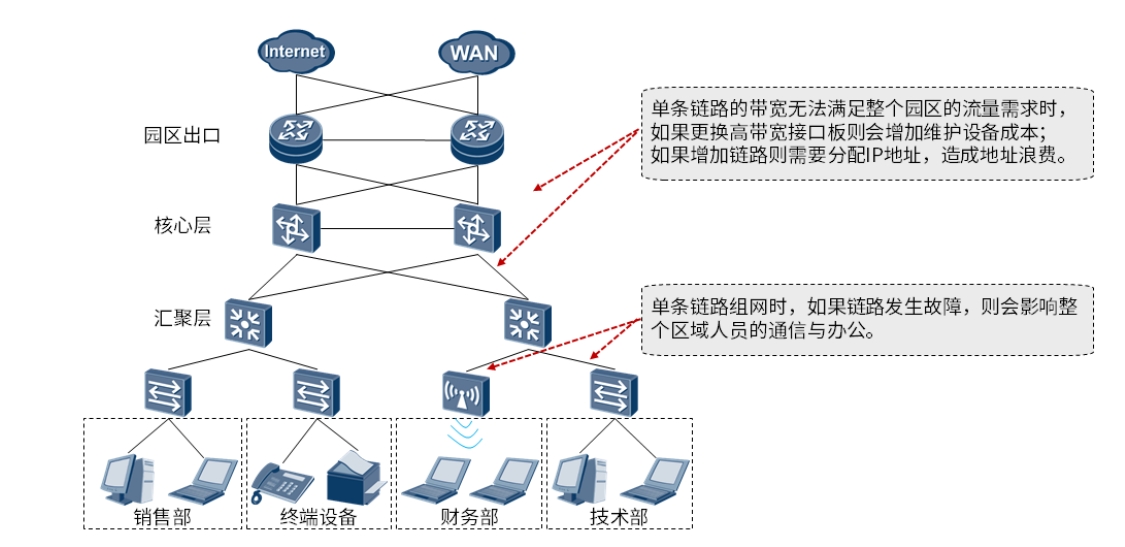 Internet
WAN
园区出口
单条链路的带宽无法满足整个园区的流量需求时，
如果更换高带宽接口板则会增加维护设备成本；
如果增加链路则需要分配IP地址，造成地址浪费。
核心层
汇聚层
单条链路组网时，如果链路发生故障，则会影响整
个区域人员的通信与办公。
销售部
终端设备
财务部
技术部